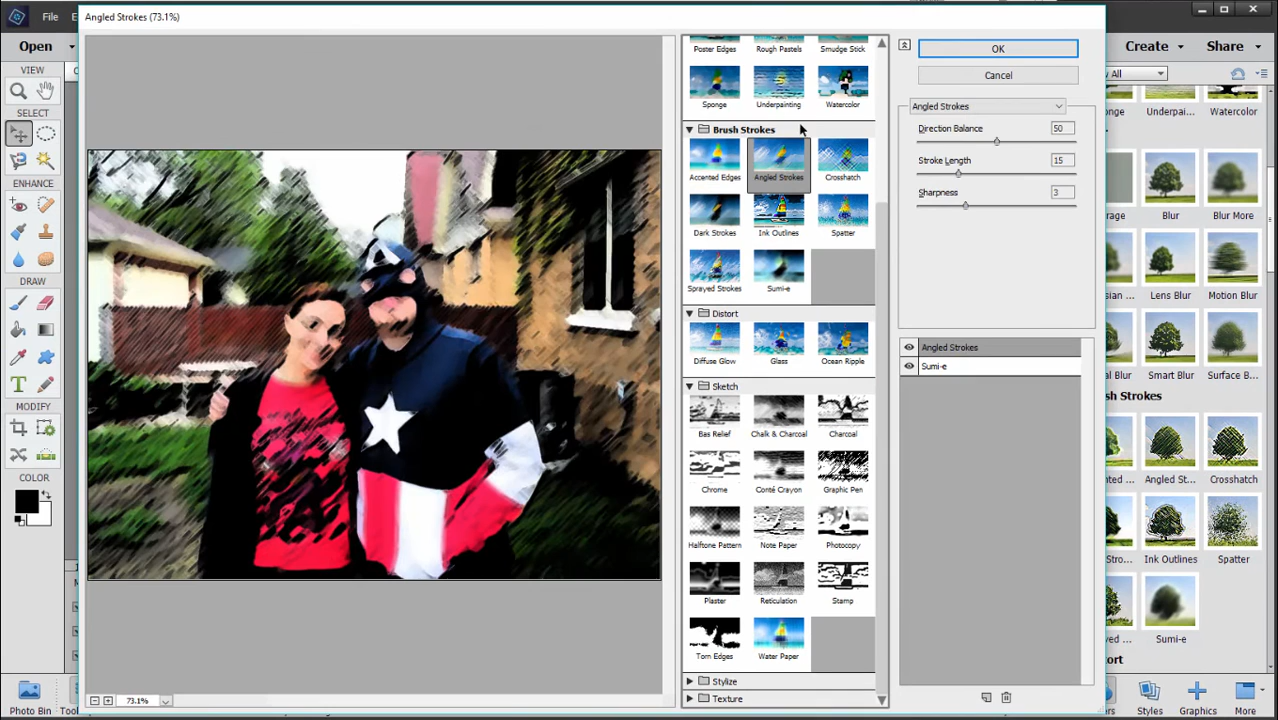 Angled Strokes (73.1%)
File
Open
Create
Share
VIEW
SELECT
ENHANCE
DRAW
MODIFY
COLOR
Poster Edges
Rough Pastels
Smudge Stick
Sponge
Underpainting
Watercolor
Brush Strokes
Accented Edges
Angled Strokes
Crosshatch
Dark Strokes
Ink Outlines
Spatter
Sprayed Strokes
Sumi-e
Distort
Diffuse Glow
Glass
Ocean Ripple
Sketch
Bas Relief
Chalk & Charcoal
Charcoal
Chrome
Conté Crayon
Graphic Pen
Halftone Pattern
Note Paper
Photocopy
Plaster
Reticulation
Stamp
Torn Edges
Water Paper
Stylize
Texture
OK
Cancel
Angled Strokes
Direction Balance 50
Stroke Length 15
Sharpness 3
Angled Strokes
Sumi-e
A
73.1%
Underpai...
Watercolor
Blur
Blur More
Lens Blur
Motion Blur
Smart Blur
Surface B...
Angled St...
Crosshatch
Ink Outlines
Spatter
Sumi-e
Photo Bin
Styles
Graphics
More